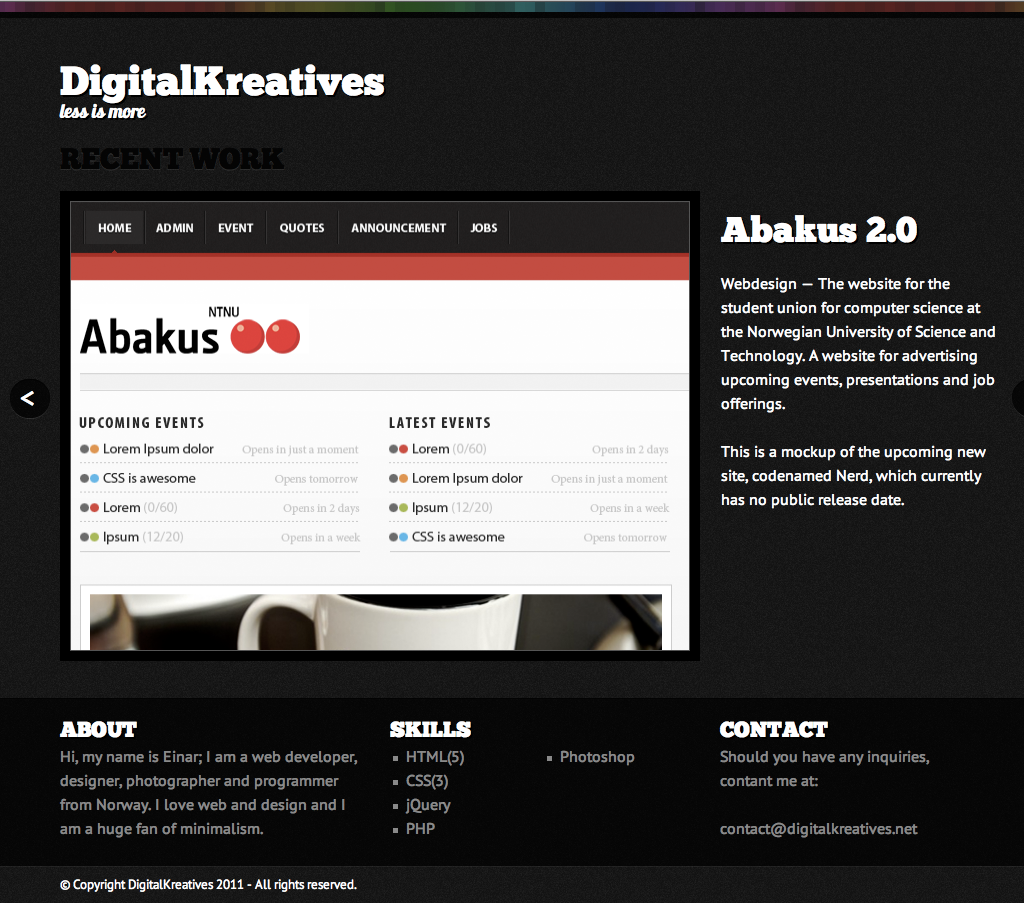 DigitalKreatives
less is more
RECENT WORK
HOME ADMIN EVENT QUOTES ANNOUNCEMENT JOBS
NTNU
Abakus
<
UPCOMING EVENTS
Lorem Ipsum dolor Opens in just a moment
CSS is awesome Opens tomorrow
Lorem (0/60) Opens in 2 days
Ipsum (12/20) Opens in a week
LATEST EVENTS
Lorem (0/60) Opens in 2 days
Lorem Ipsum dolor Opens in just a moment
Ipsum (12/20) Opens in a week
CSS is awesome Opens tomorrow
Abakus 2.0
Webdesign — The website for the
student union for computer science at
the Norwegian University of Science and
Technology. A website for advertising
upcoming events, presentations and job
offerings.
This is a mockup of the upcoming new
site, codenamed Nerd, which currently
has no public release date.
ABOUT
Hi, my name is Einar; I am a web developer,
designer, photographer and programmer
from Norway. I love web and design and I
am a huge fan of minimalism.
SKILLS
HTML(5)
CSS(3)
jQuery
PHP
Photoshop
CONTACT
Should you have any inquiries,
contant me at:
contact@digitalkreatives.net
© Copyright DigitalKreatives 2011 - All rights reserved.